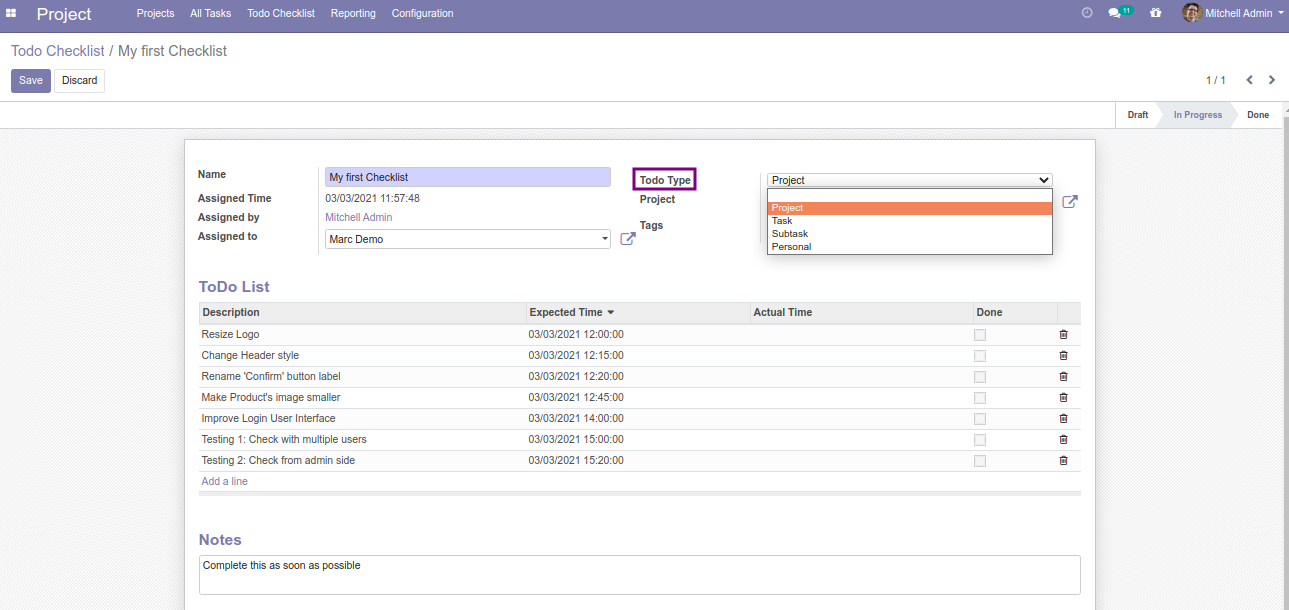 Project Projects All Tasks Todo Checklist Reporting Configuration 11 Mitchell Admin
Todo Checklist / My first Checklist
Save Discard 1 / 1
Draft In Progress Done
Name My first Checklist Todo Type Project
Assigned Time 03/03/2021 11:57:48 Project
Project
Assigned by Mitchell Admin Task
Tags Subtask
Assigned to Marc Demo Personal
ToDo List
Description Expected Time Actual Time Done
Resize Logo 03/03/2021 12:00:00
Change Header style 03/03/2021 12:15:00
Rename 'Confirm' button label 03/03/2021 12:20:00
Make Product's image smaller 03/03/2021 12:45:00
Improve Login User Interface 03/03/2021 14:00:00
Testing 1: Check with multiple users 03/03/2021 15:00:00
Testing 2: Check from admin side 03/03/2021 15:20:00
Add a line
Notes
Complete this as soon as possible